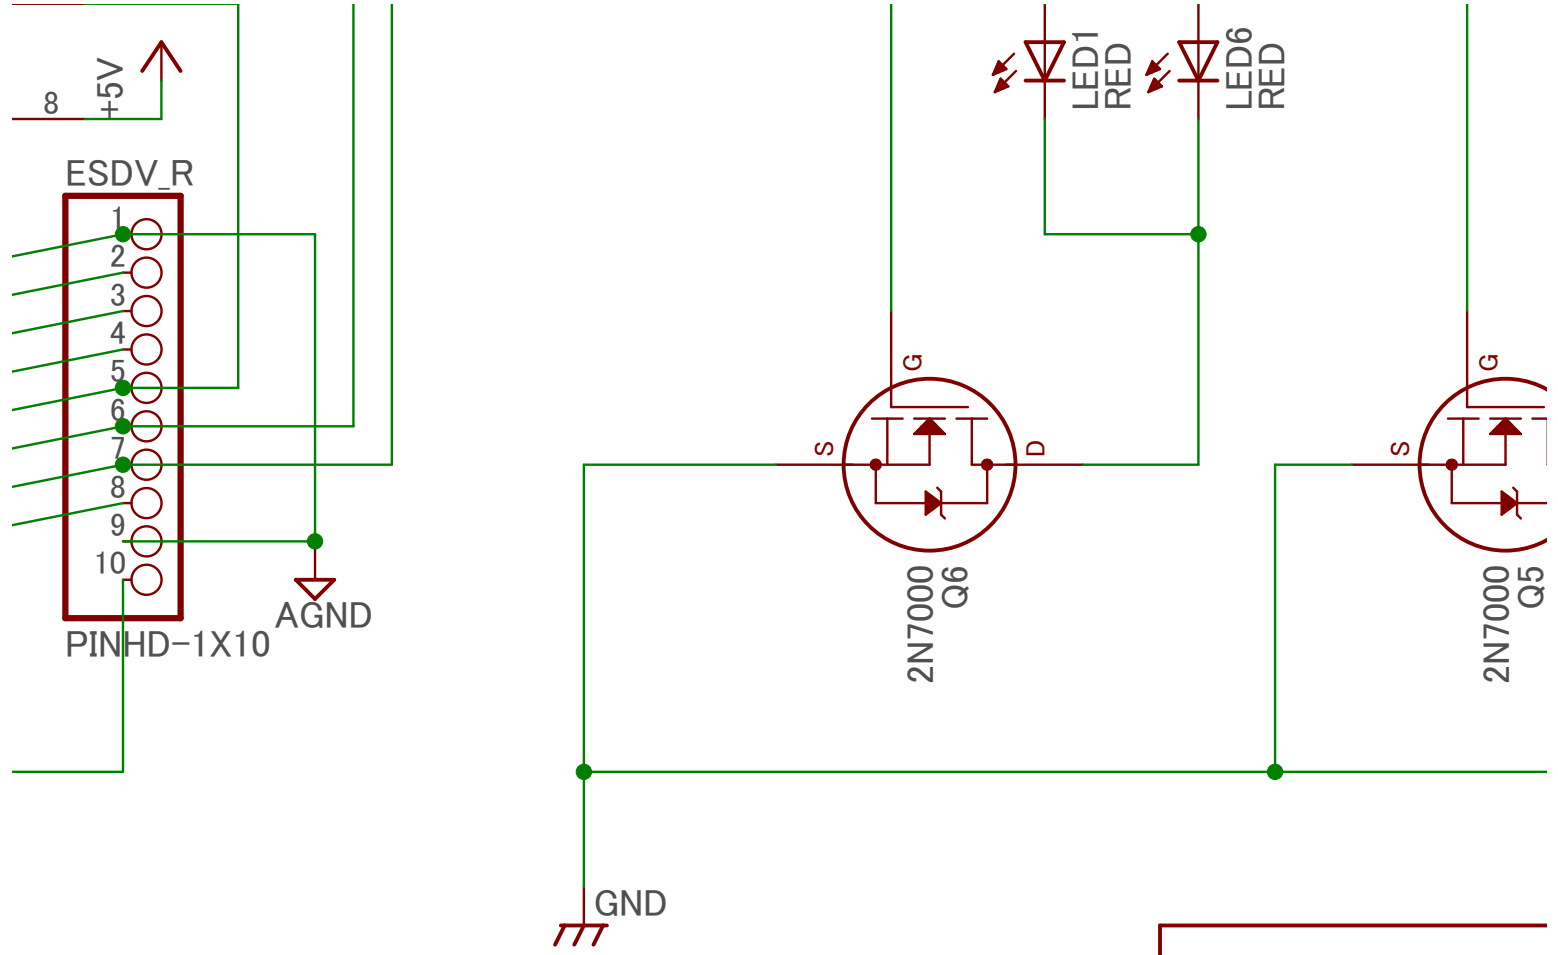 8
+5V
ESDV_R
1
2
3
4
5
6
7
8
9
10
PINHD-1X10
AGND
LED1
RED
LED6
RED
G
S
D
2N7000
Q6
G
S
2N7000
Q5
GND